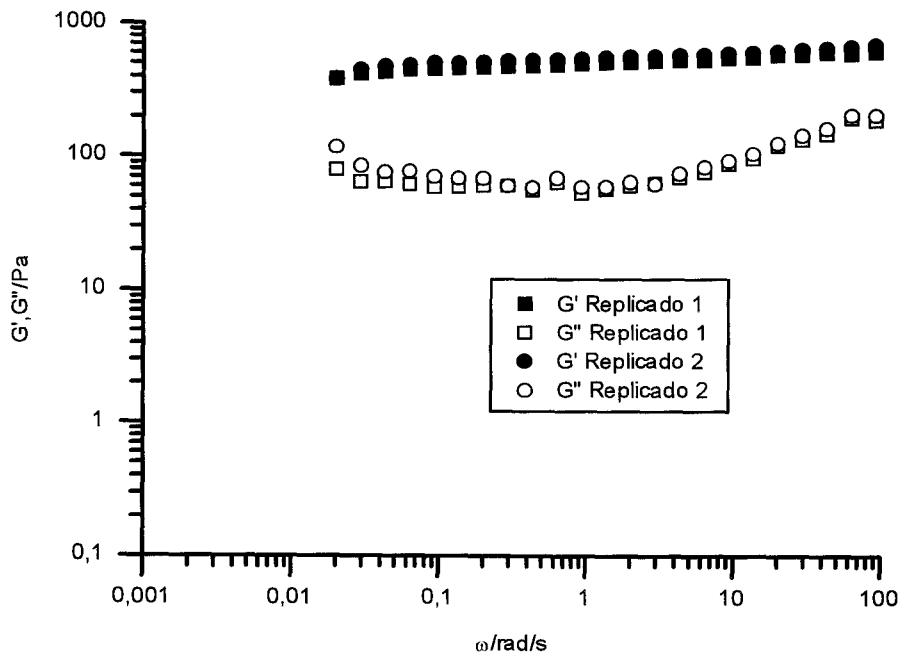 1000
100
10
1
0,1
G',G"/Pa
G' Replicado 1
G" Replicado 1
G' Replicado 2
G" Replicado 2
0,001
0,01
0,1
1
10
100
ω/rad/s